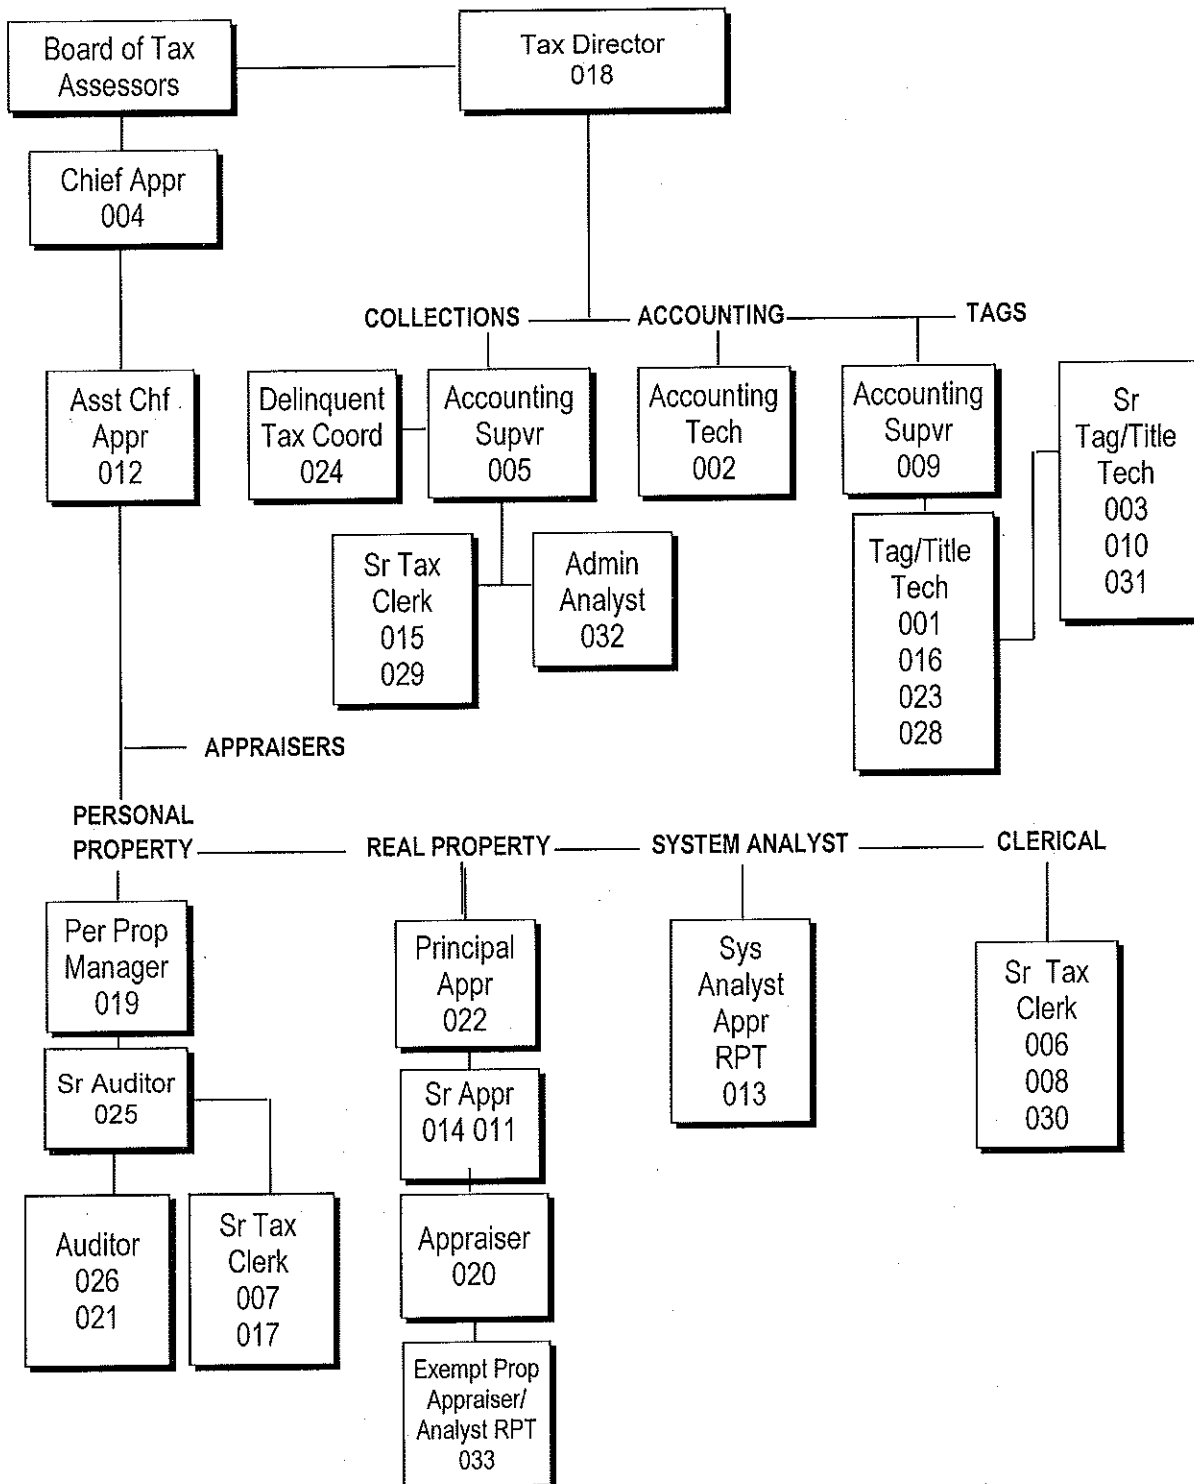 Board of Tax
Assessors
Tax Director
018
Chief Appr
004
COLLECTIONS
ACCOUNTING
TAGS
Asst Chf
Appr
012
Delinquent
Tax Coord
024
Accounting
Supvr
005
Accounting
Tech
002
Accounting
Supvr
009
Sr
Tag/Title
Tech
003
010
031
Sr Tax
Clerk
015
029
Admin
Analyst
032
Tag/Title
Tech
001
016
023
028
APPRAISERS
PERSONAL
PROPERTY
REAL PROPERTY
SYSTEM ANALYST
CLERICAL
Per Prop
Manager
019
Principal
Appr
022
Sys
Analyst
Appr
RPT
013
Sr Tax
Clerk
006
008
030
Sr Auditor
025
Sr Appr
014 011
Auditor
026
021
Sr Tax
Clerk
007
017
Appraiser
020
Exempt Prop
Appraiser/
Analyst RPT
033